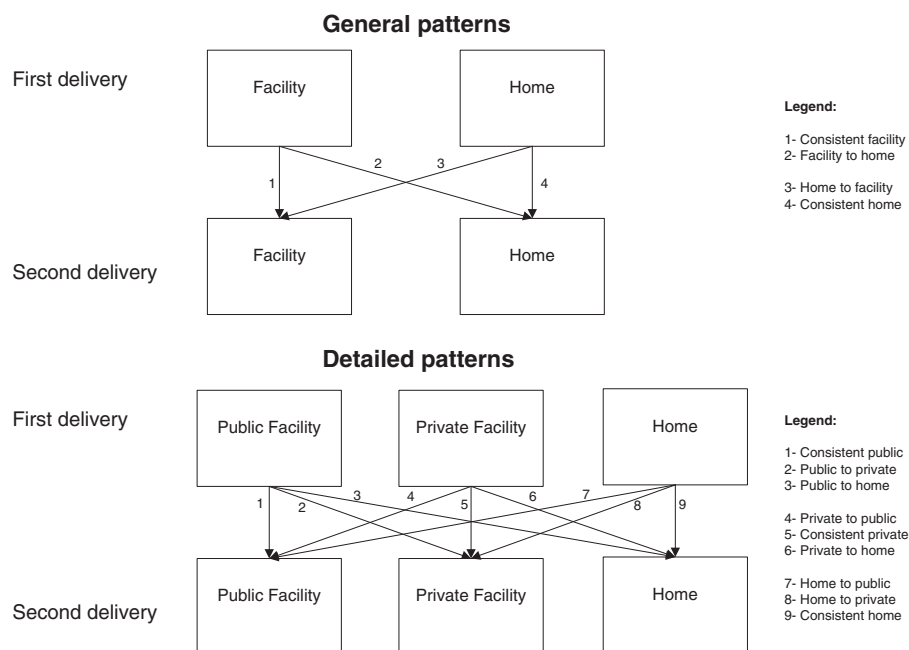 General patterns
First delivery
Facility
Home
Legend:
1- Consistent facility
2- Facility to home
3- Home to facility
4- Consistent home
1
2
3
4
Second delivery
Facility
Home
Detailed patterns
First delivery
Public Facility
Private Facility
Home
Legend:
1- Consistent public
2- Public to private
3- Public to home
4- Private to public
5- Consistent private
6- Private to home
7- Home to public
8- Home to private
9- Consistent home
1
2
3
4
5
6
7
8
9
Second delivery
Public Facility
Private Facility
Home